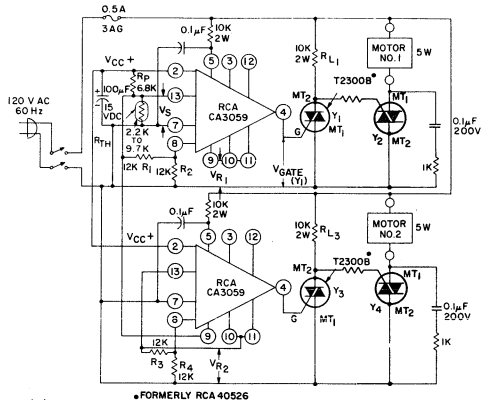 0.5A
3AG
120 V AC
60 Hz
0.1μF
10K
2W
VCC+
100μF
15
VDC
RP
6.8K
VS
RTH
2.2K
TO
9.7K
12K R1
R2
12K
2
13
7
8
5
3
12
RCA
CA3059
4
9
10
11
VR1
G
VGATE
(Y1)
10K
2W
RL1
MT2
Y1
MT1
T2300B•
MOTOR
NO.1
5W
MT1
Y2
MT2
0.1μF
200V
1K
0.1μF
10K
2W
VCC+
2
13
7
8
5
3
12
RCA
CA3059
4
9
10
11
12K
R3
R4
12K
VR2
G
10K
2W
RL3
MT2
Y3
MT1
T2300B•
MOTOR
NO.2
5W
MT1
Y4
MT2
0.1μF
200V
1K
•FORMERLY RCA 40526